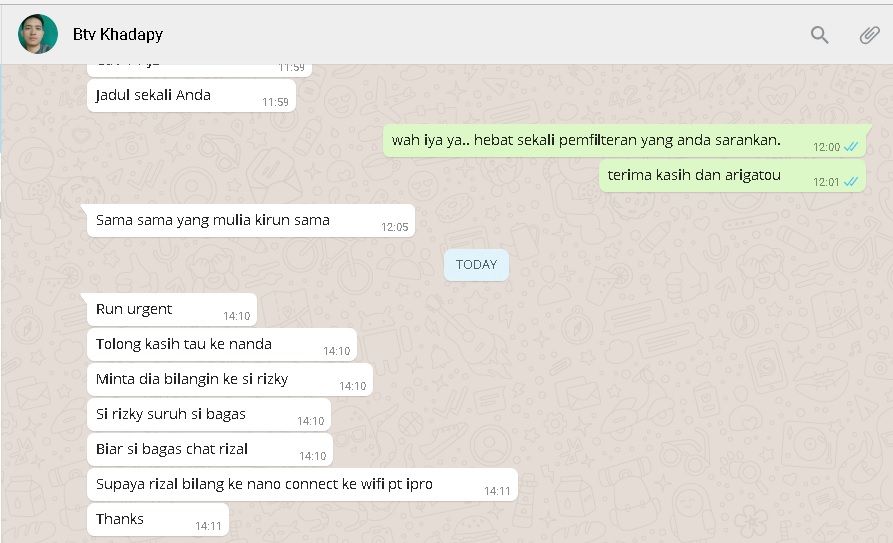 Btv Khadapy
11:59
Jadul sekali Anda
11:59
wah iya ya.. hebat sekali pemfilteran yang anda sarankan.
12:00
terima kasih dan arigatou
12:01
Sama sama yang mulia kirun sama
12:05
TODAY
Run urgent
14:10
Tolong kasih tau ke nanda
14:10
Minta dia bilangin ke si rizky
14:10
Si rizky suruh si bagas
14:10
Biar si bagas chat rizal
14:10
Supaya rizal bilang ke nano connect ke wifi pt ipro
14:11
Thanks
14:11